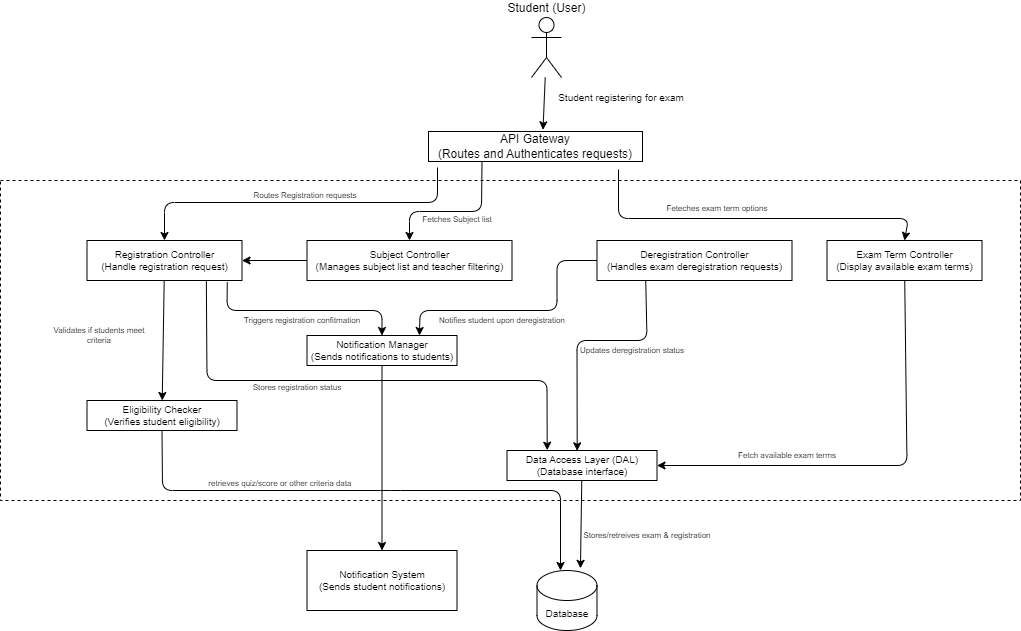 Student (User)
Student registering for exam
API Gateway
(Routes and Authenticates requests)
Routes Registration requests
Fetches Subject list
Feteches exam term options
Registration Controller
(Handle registration request)
Subject Controller
(Manages subject list and teacher filtering)
Deregistration Controller
(Handles exam deregistration requests)
Exam Term Controller
(Display available exam terms)
Validates if students meet
criteria
Triggers registration confitmation
Notifies student upon deregistration
Notification Manager
(Sends notifications to students)
Updates deregistration status
Stores registration status
Eligibility Checker
(Verifies student eligibility)
Data Access Layer (DAL)
(Database interface)
Fetch available exam terms
retrieves quiz/score or other criteria data
Stores/retreives exam & registration
Notification System
(Sends student notifications)
Database